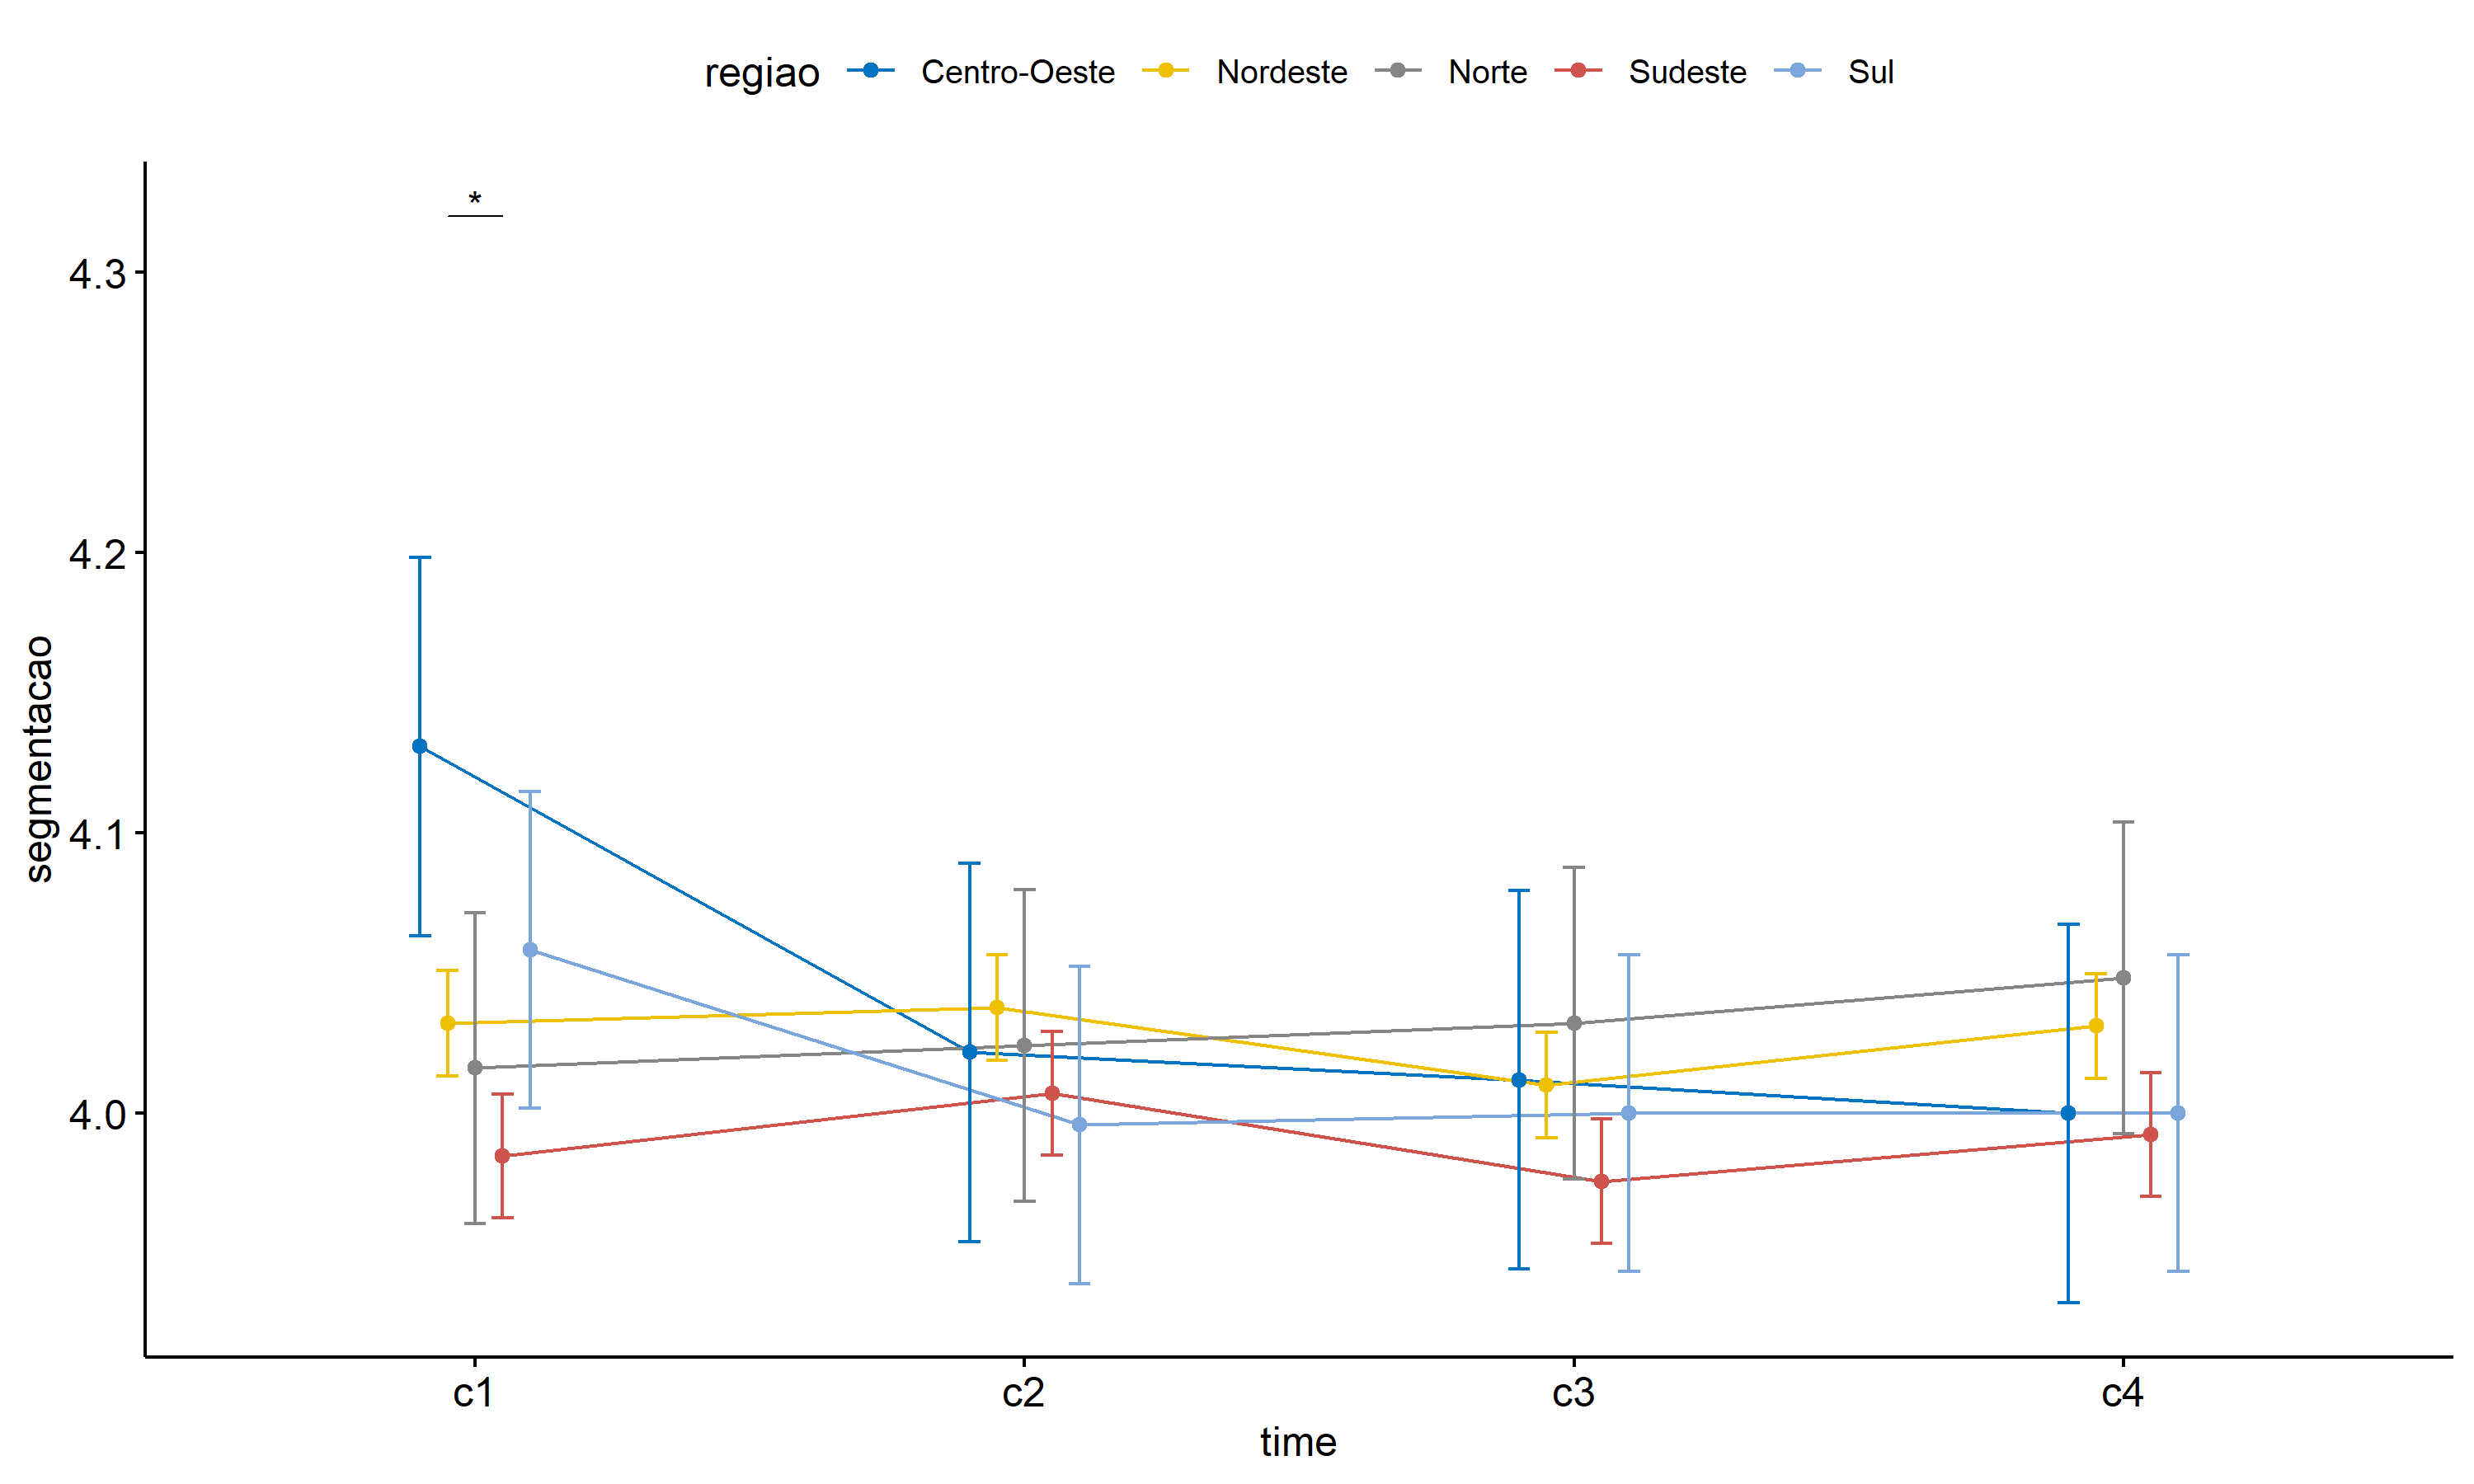 regiao Centro-Oeste Nordeste Norte Sudeste Sul
*
4.3
4.2
4.1
4.0
segmentacao
c1 c2 c3 c4
time